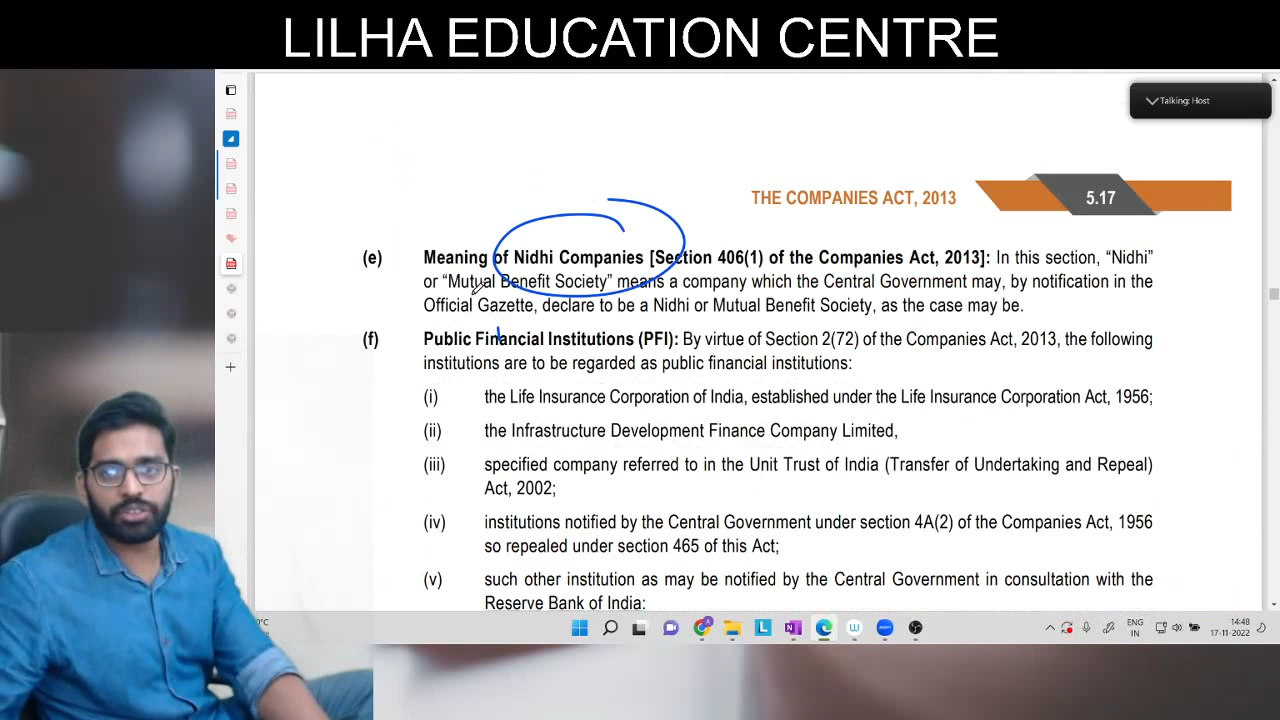 LILHA EDUCATION CENTRE
Talking: Host
THE COMPANIES ACT, 2013
5.17
(e) Meaning of Nidhi Companies [Section 406(1) of the Companies Act, 2013]: In this section, “Nidhi”
or “Mutual Benefit Society” means a company which the Central Government may, by notification in the
Official Gazette, declare to be a Nidhi or Mutual Benefit Society, as the case may be.
(f) Public Financial Institutions (PFI): By virtue of Section 2(72) of the Companies Act, 2013, the following
institutions are to be regarded as public financial institutions:
(i) the Life Insurance Corporation of India, established under the Life Insurance Corporation Act, 1956;
(ii) the Infrastructure Development Finance Company Limited,
(iii) specified company referred to in the Unit Trust of India (Transfer of Undertaking and Repeal)
Act, 2002;
(iv) institutions notified by the Central Government under section 4A(2) of the Companies Act, 1956
so repealed under section 465 of this Act;
(v) such other institution as may be notified by the Central Government in consultation with the
Reserve Bank of India:
ENG
IN
14:48
17-11-2022